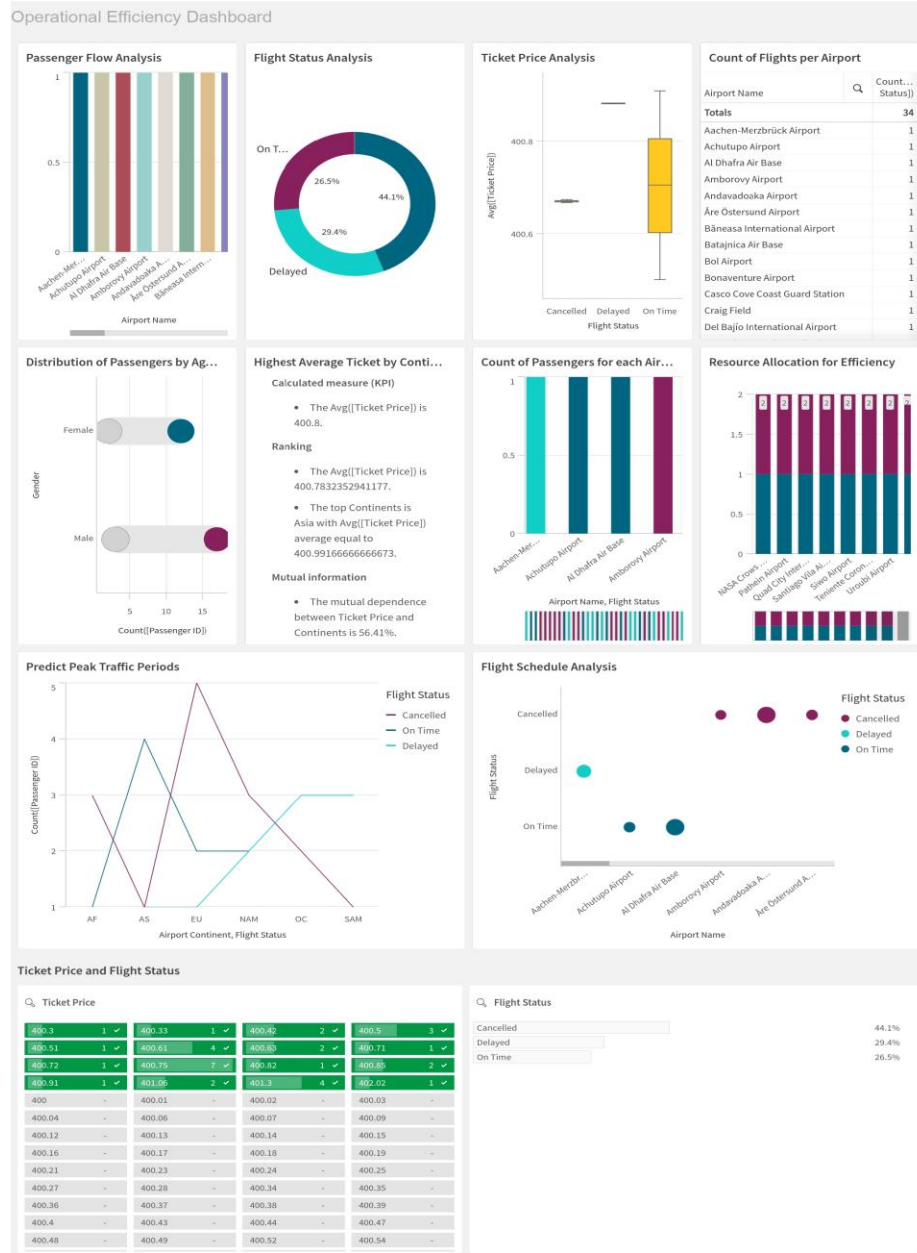 Operational Efficiency Dashboard
Passenger Flow Analysis
1
0.5
0
Aachen-Mer...
Achutupo Airport
Al Dhafra Air Base
Amborovy Airport
Andavadoaka A...
Åre Östersund A...
Băneasa Intern...
Airport Name
Flight Status Analysis
On T...
26.5%
44.1%
29.4%
Delayed
Ticket Price Analysis
Avg([Ticket Price])
400.8
400.6
Cancelled Delayed On Time
Flight Status
Count of Flights per Airport
Airport Name Count...
Status])
Totals 34
Aachen-Merzbrück Airport 1
Achutupo Airport 1
Al Dhafra Air Base 1
Amborovy Airport 1
Andavadoaka Airport 1
Åre Östersund Airport 1
Băneasa International Airport 1
Batajnica Air Base 1
Bol Airport 1
Bonaventure Airport 1
Casco Cove Coast Guard Station 1
Craig Field 1
Del Bajío International Airport 1
Distribution of Passengers by Ag...
Gender
Female
Male
5 10 15
Count([Passenger ID])
Highest Average Ticket by Conti...
Calculated measure (KPI)
• The Avg([Ticket Price]) is
400.8.
Ranking
• The Avg([Ticket Price]) is
400.7832352941177.
• The top Continents is
Asia with Avg([Ticket Price])
average equal to
400.99166666666673.
Mutual information
• The mutual dependence
between Ticket Price and
Continents is 56.41%.
Count of Passengers for each Air...
1
0.5
0
Aachen-Mer...
Achutupo Airport
Al Dhafra Air Base
Amborovy Airport
Airport Name, Flight Status
Resource Allocation for Efficiency
2
1.5
1
0.5
0
2 2 2 2 2 2 2 2
NASA Crows ...
Pathein Airport
Quad City Inter...
Santiago Vila Ai...
Siwo Airport
Teniente Coron...
Uroubi Airport
Predict Peak Traffic Periods
Count([Passenger ID])
5
4
3
2
1
AF AS EU NAM OC SAM
Airport Continent, Flight Status
Flight Status
Cancelled
On Time
Delayed
Flight Schedule Analysis
Flight Status
Cancelled
Delayed
On Time
Aachen-Merzbr...
Achutupo Airport
Al Dhafra Air Base
Amborovy Airport
Andavadoaka A...
Åre Östersund A...
Airport Name
Flight Status
Cancelled
Delayed
On Time
Ticket Price and Flight Status
Ticket Price
400.3 1 400.33 1 400.42 2 400.5 3
400.51 1 400.61 4 400.63 2 400.71 1
400.72 1 400.75 7 400.82 1 400.85 2
400.91 1 401.06 2 401.3 4 402.02 1
400 - 400.01 - 400.02 - 400.03 -
400.04 - 400.06 - 400.07 - 400.09 -
400.12 - 400.13 - 400.14 - 400.15 -
400.16 - 400.17 - 400.18 - 400.19 -
400.21 - 400.23 - 400.24 - 400.25 -
400.27 - 400.28 - 400.34 - 400.35 -
400.36 - 400.37 - 400.38 - 400.39 -
400.4 - 400.43 - 400.44 - 400.47 -
400.48 - 400.49 - 400.52 - 400.54 -
Flight Status
Cancelled 44.1%
Delayed 29.4%
On Time 26.5%